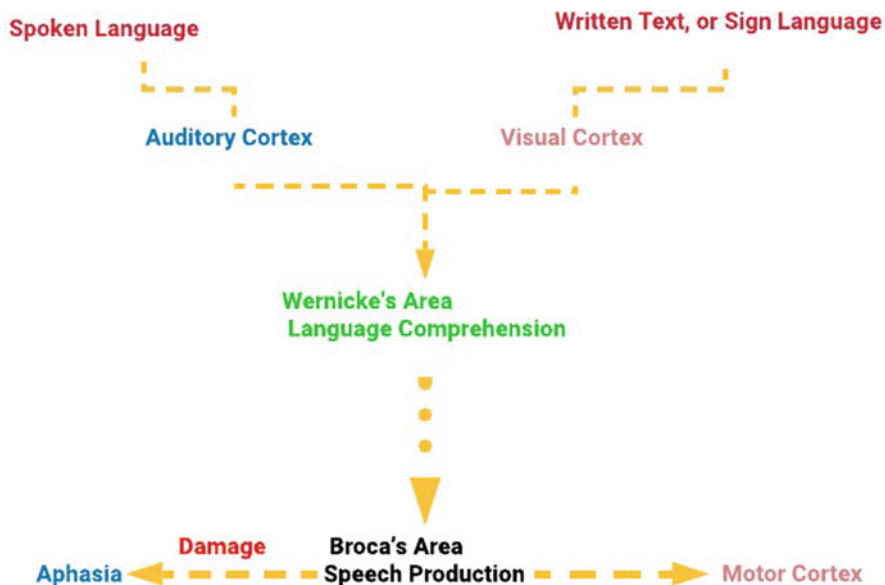 Spoken Language
Written Text, or Sign Language
Auditory Cortex
Visual Cortex
Wernicke's Area
Language Comprehension
Damage
Broca's Area
Aphasia
Speech Production
Motor Cortex